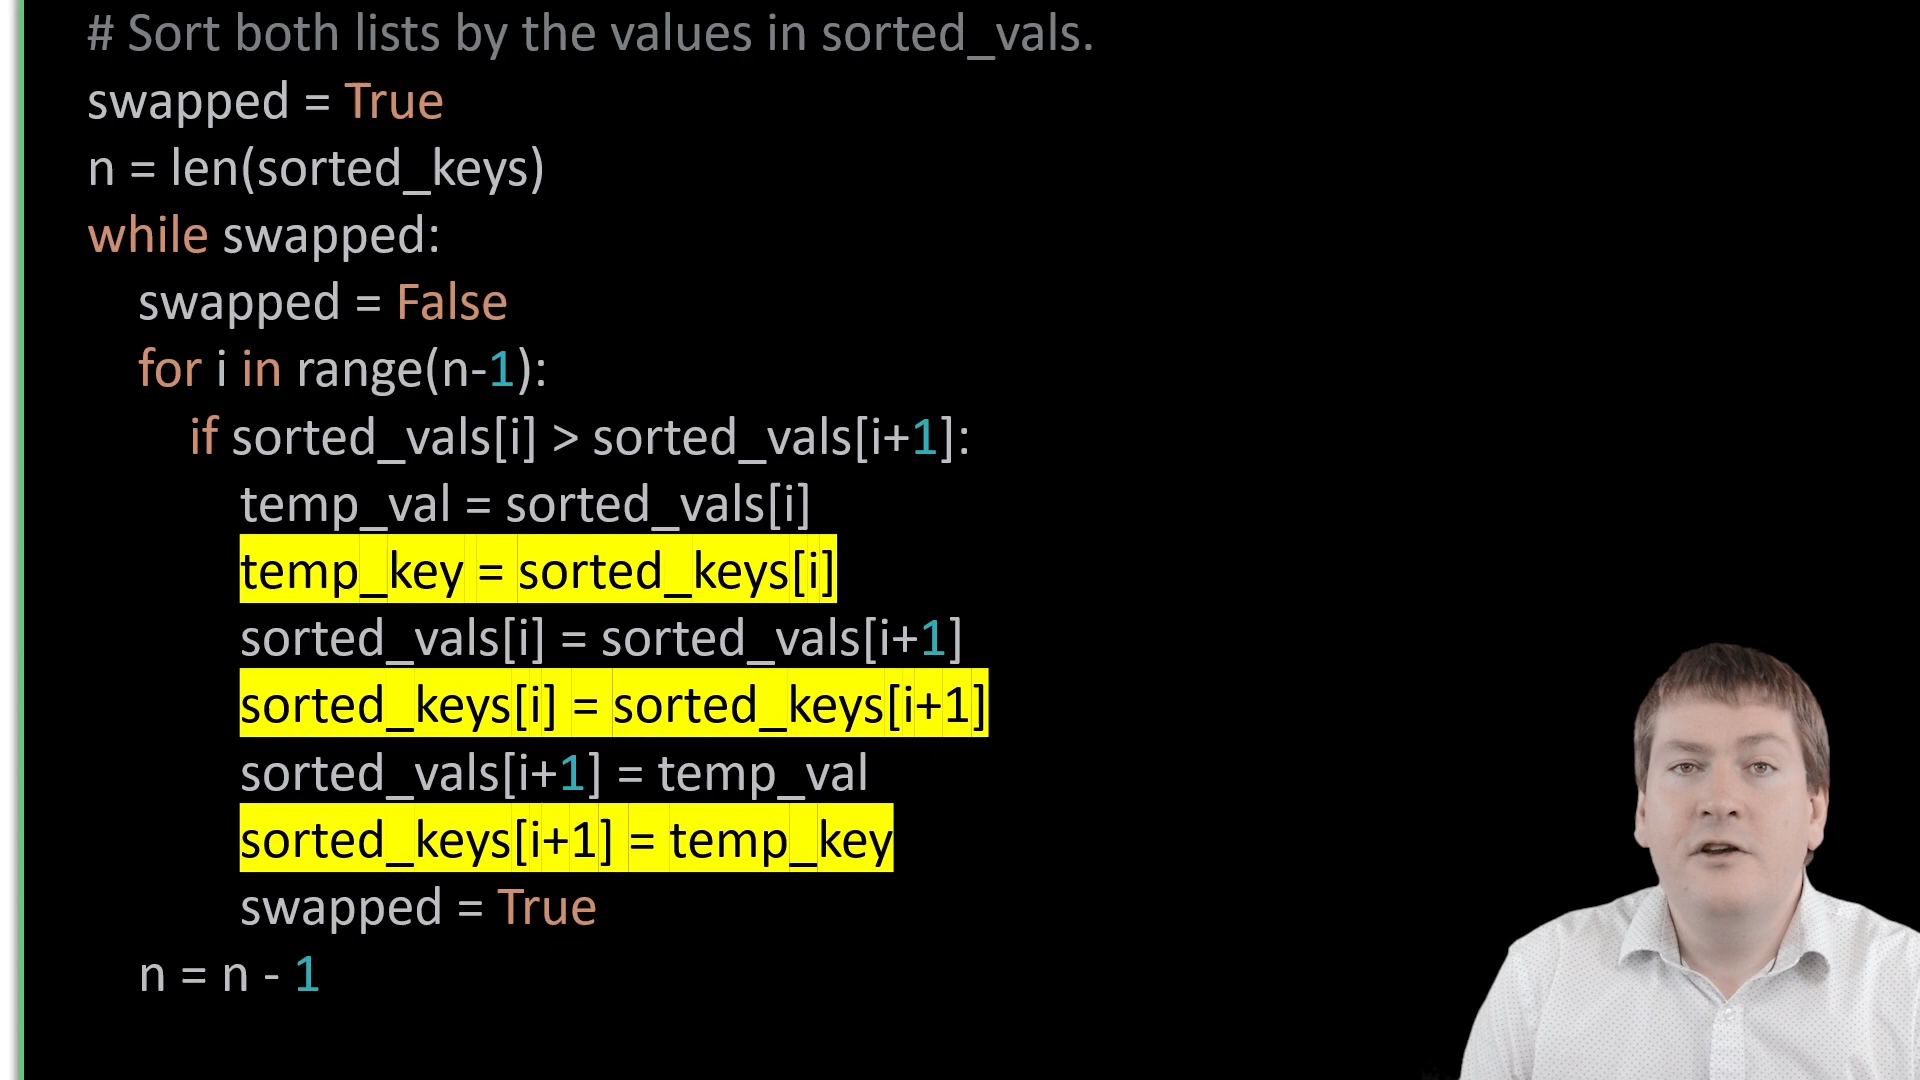 # Sort both lists by the values in sorted_vals.
swapped = True
n = len(sorted_keys)
while swapped:
swapped = False
for i in range(n-1):
if sorted_vals[i] > sorted_vals[i+1]:
temp_val = sorted_vals[i]
temp_key = sorted_keys[i]
sorted_vals[i] = sorted_vals[i+1]
sorted_keys[i] = sorted_keys[i+1]
sorted_vals[i+1] = temp_val
sorted_keys[i+1] = temp_key
swapped = True
n = n - 1